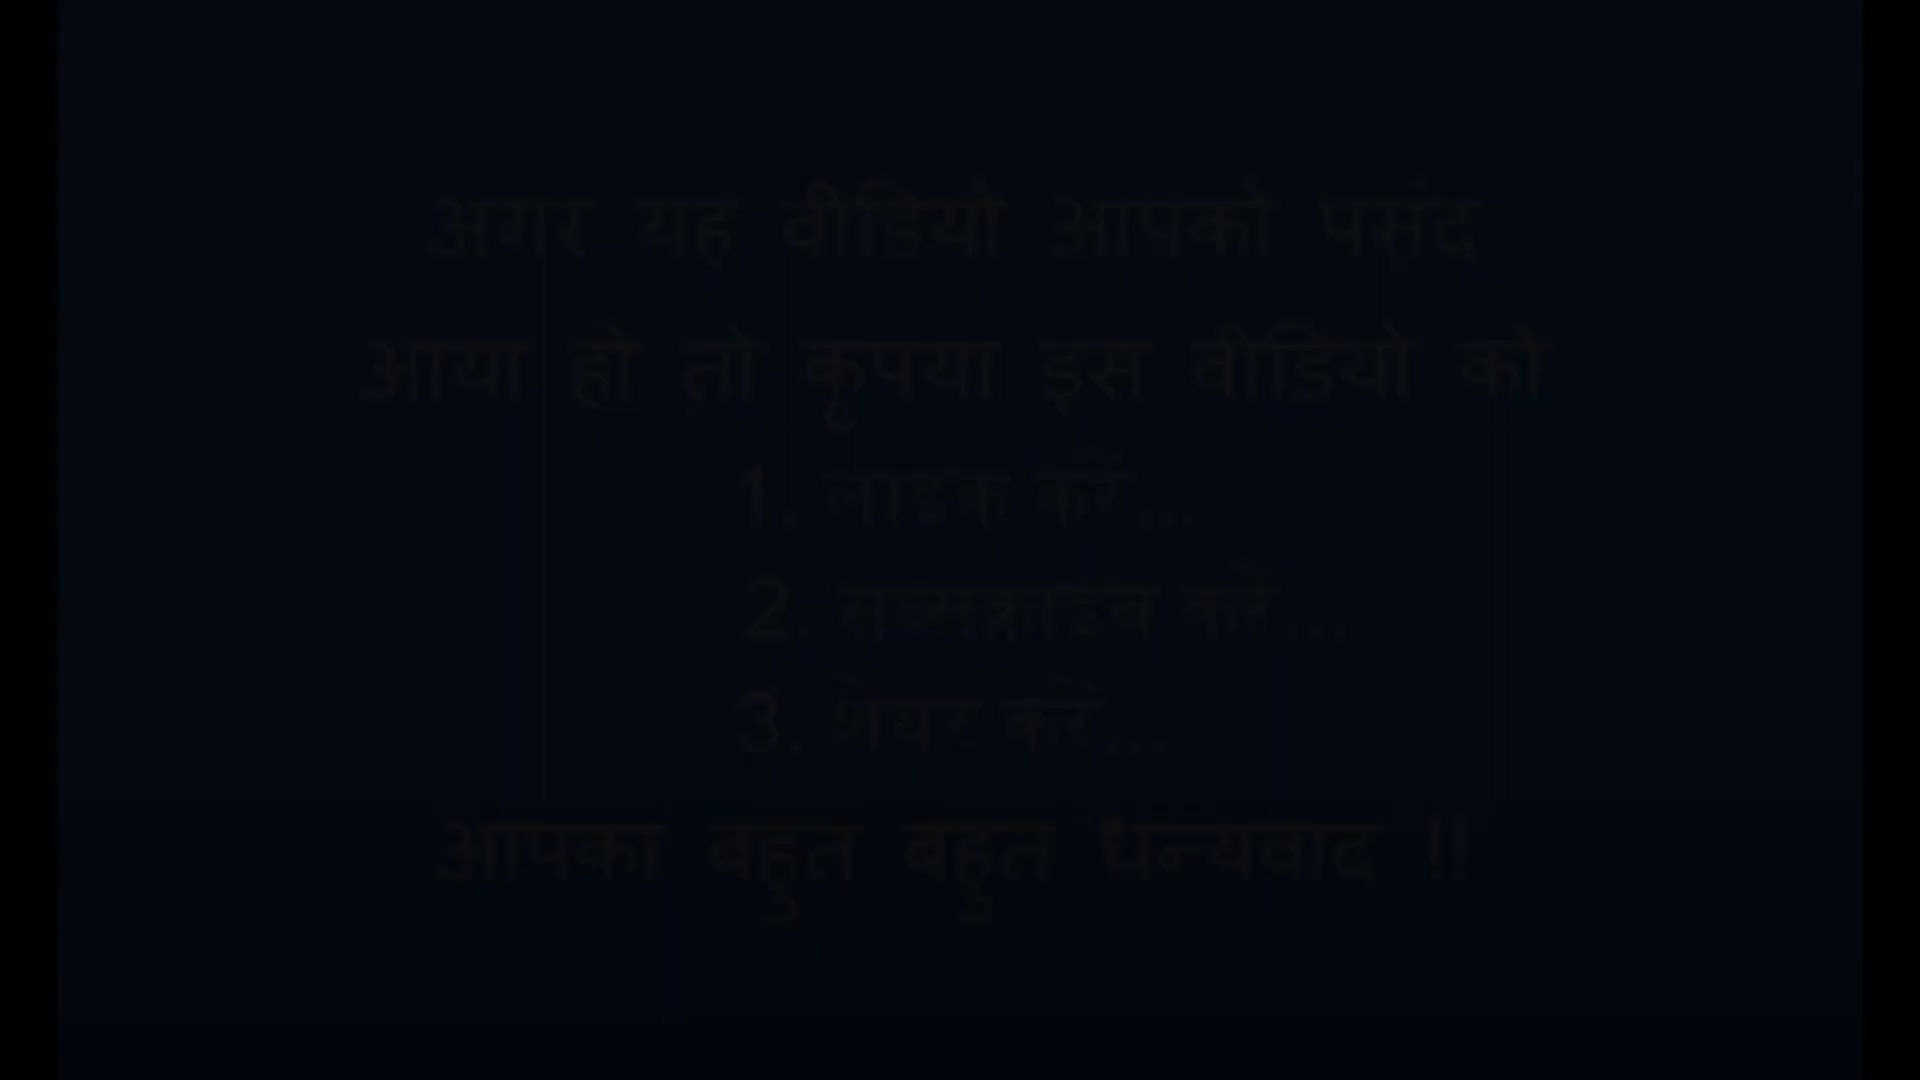 अगर यह वीडियो आपको पसंद
आया हो तो कृपया इस वीडियो को
1. लाइक करें...
2. सब्सक्राइब करें...
3. शेयर करें...
आपका बहुत बहुत धन्यवाद !!